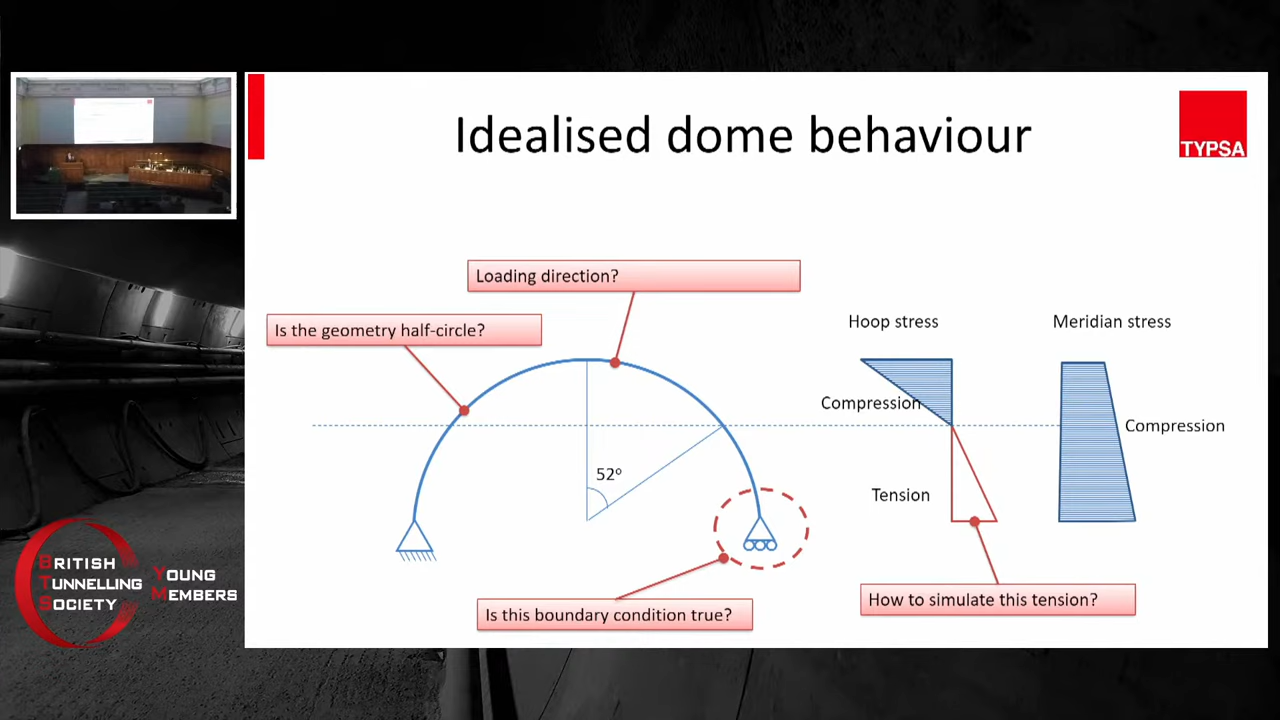 Idealised dome behaviour
TYPSA
Loading direction?
Is the geometry half-circle?
Hoop stress
Meridian stress
Compression
Compression
52°
Tension
How to simulate this tension?
Is this boundary condition true?
BRITISH
TUNNELLING
SOCIETY
YOUNG
MEMBERS